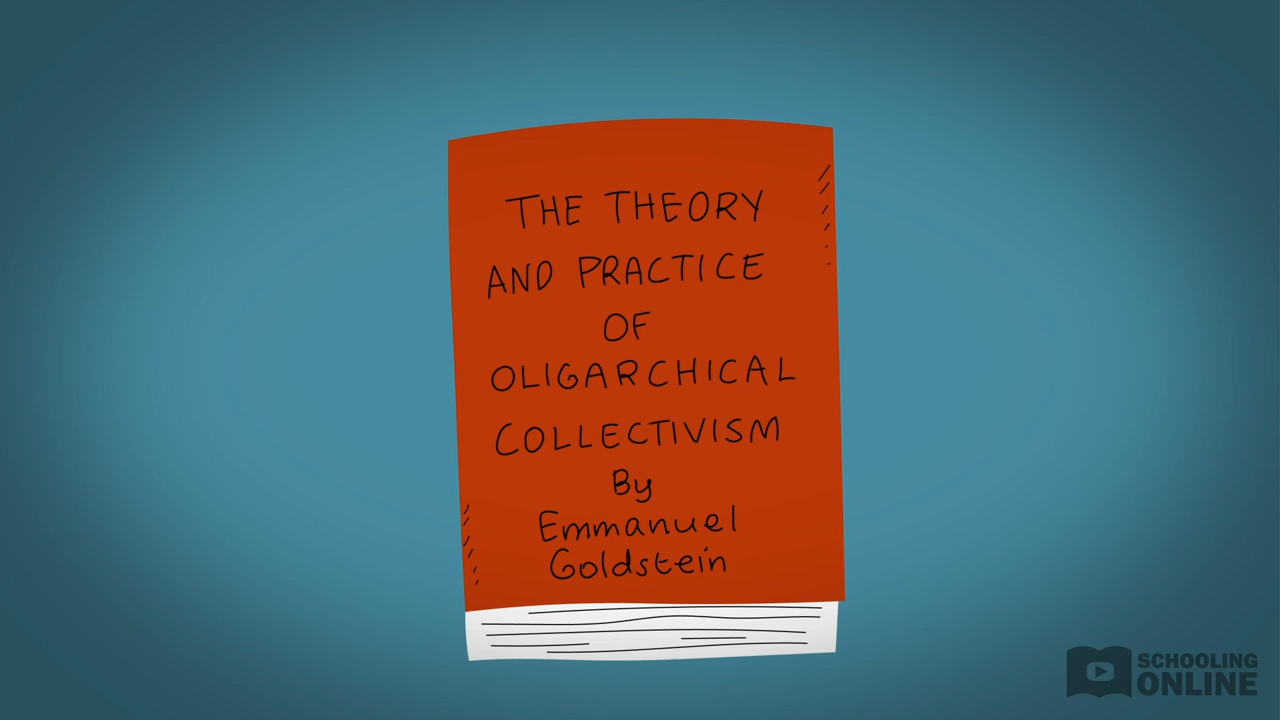 THE THEORY
AND PRACTICE
OF
OLIGARCHICAL
COLLECTIVISM
By
Emmanuel
Goldstein
SCHOOLING
ONLINE